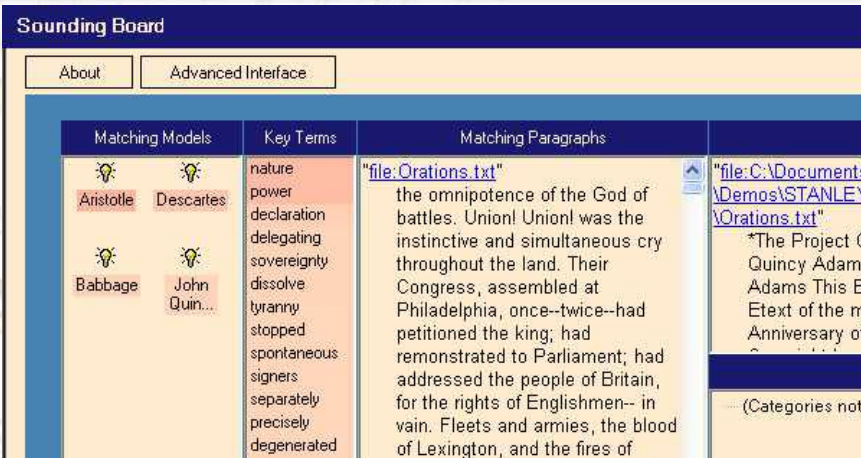 Sounding Board
About
Advanced Interface
Matching Models
Key Terms
Matching Paragraphs
Aristotle
Descartes
Babbage
John
Quin...
nature
power
declaration
delegating
sovereignty
dissolve
tyranny
stopped
spontaneous
signers
separately
precisely
degenerated
"file:Orations.txt"
the omnipotence of the God of
battles. Union! Union! was the
instinctive and simultaneous cry
throughout the land. Their
Congress, assembled at
Philadelphia, once--twice--had
petitioned the king; had
remonstrated to Parliament; had
addressed the people of Britain,
for the rights of Englishmen-- in
vain. Fleets and armies, the blood
of Lexington, and the fires of
"file:C:\Documents
\Demos\STANLEY
\Orations.txt"
*The Project
Quincy Adam
Adams This E
Etext of the m
Anniversary o
(Categories not